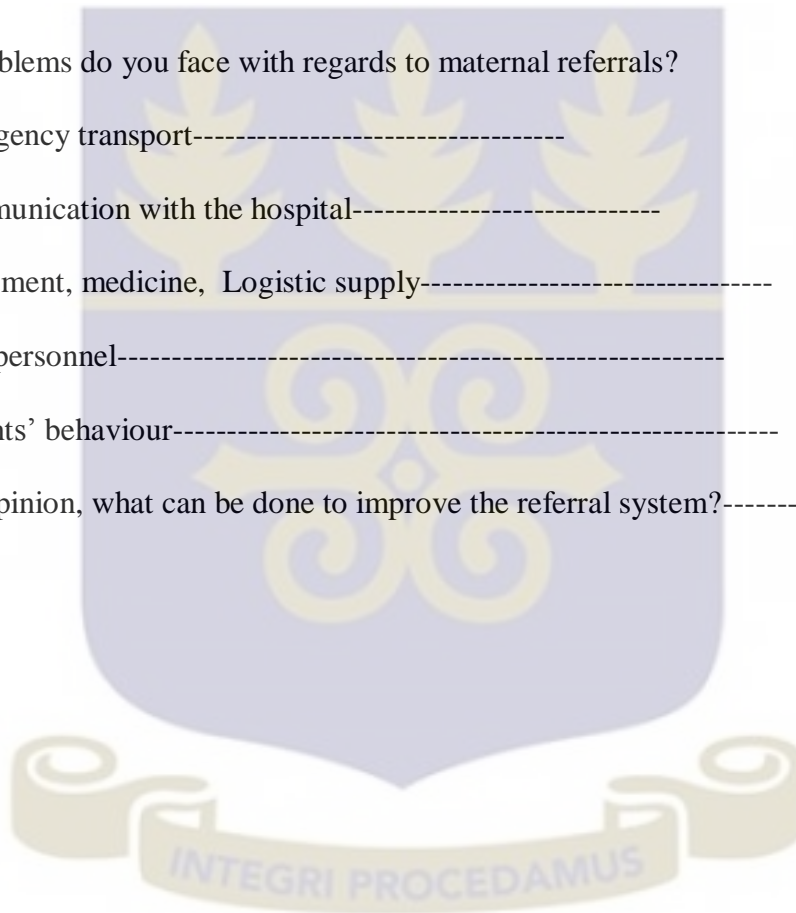 blems do you face with regards to maternal referrals?
gency transport----------------------------------
munication with the hospital----------------------------
ment, medicine,  Logistic supply--------------------------------
personnel--------------------------------------------------------
nts’ behaviour--------------------------------------------------------
pinion, what can be done to improve the referral system?-------
INTEGRI PROCEDAMUS